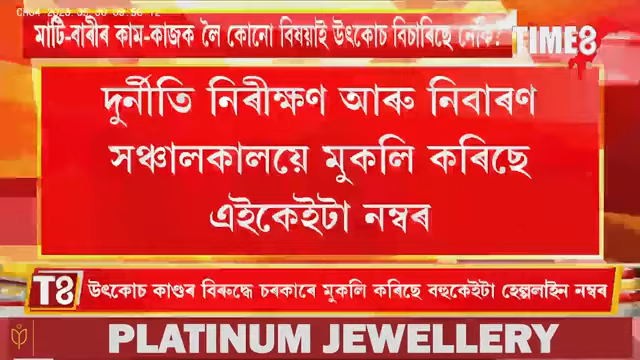 মাটি-বাৰীৰ কাম-কাজক লৈ কোনো বিষয়াই উৎকোচ বিচাৰিছে নেকি?
TIME8
দুৰ্নীতি নিৰীক্ষণ আৰু নিবাৰণ
সঞ্চালকালয়ে মুকলি কৰিছে
এইকেইটা নম্বৰ
T8
উৎকোচ কাণ্ডৰ বিৰুদ্ধে চৰকাৰে মুকলি কৰিছে বহুকেইটা হেল্পলাইন নম্বৰ
PLATINUM JEWELLERY